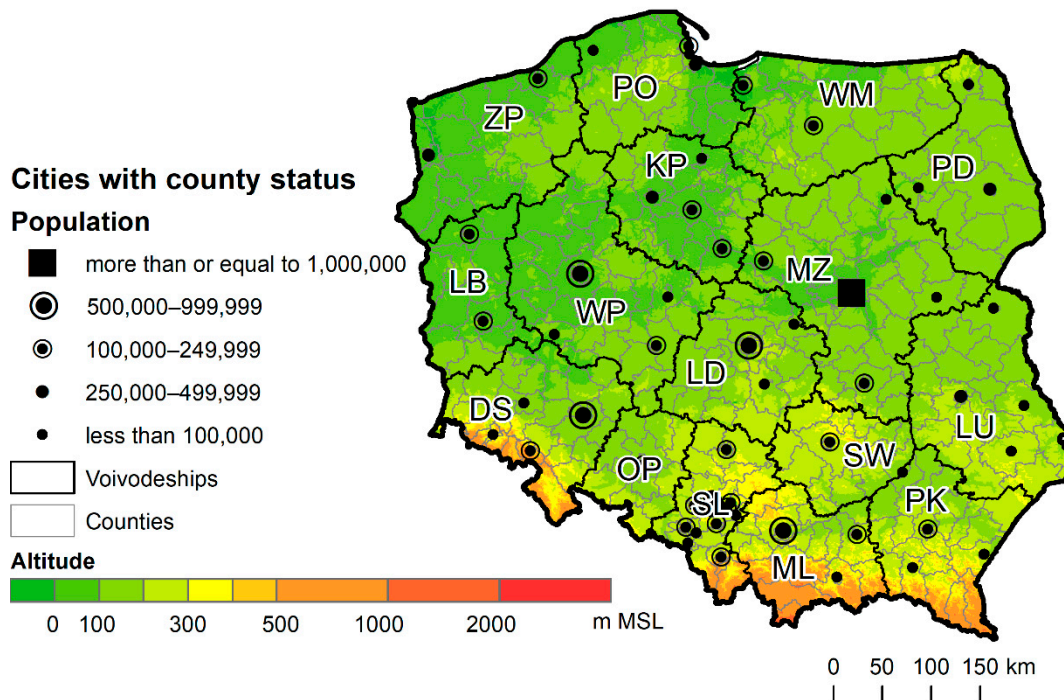 PO
WM
ZP
KP
PD
Cities with county status
Population
more than or equal to 1,000,000
500,000–999,999
100,000–249,999
250,000–499,999
less than 100,000
Voivodeships
Counties
LB
WP
MZ
LD
DS
LU
OP
SW
SL
PK
ML
Altitude
0 100 300 500 1000 2000 m MSL
0 50 100 150 km